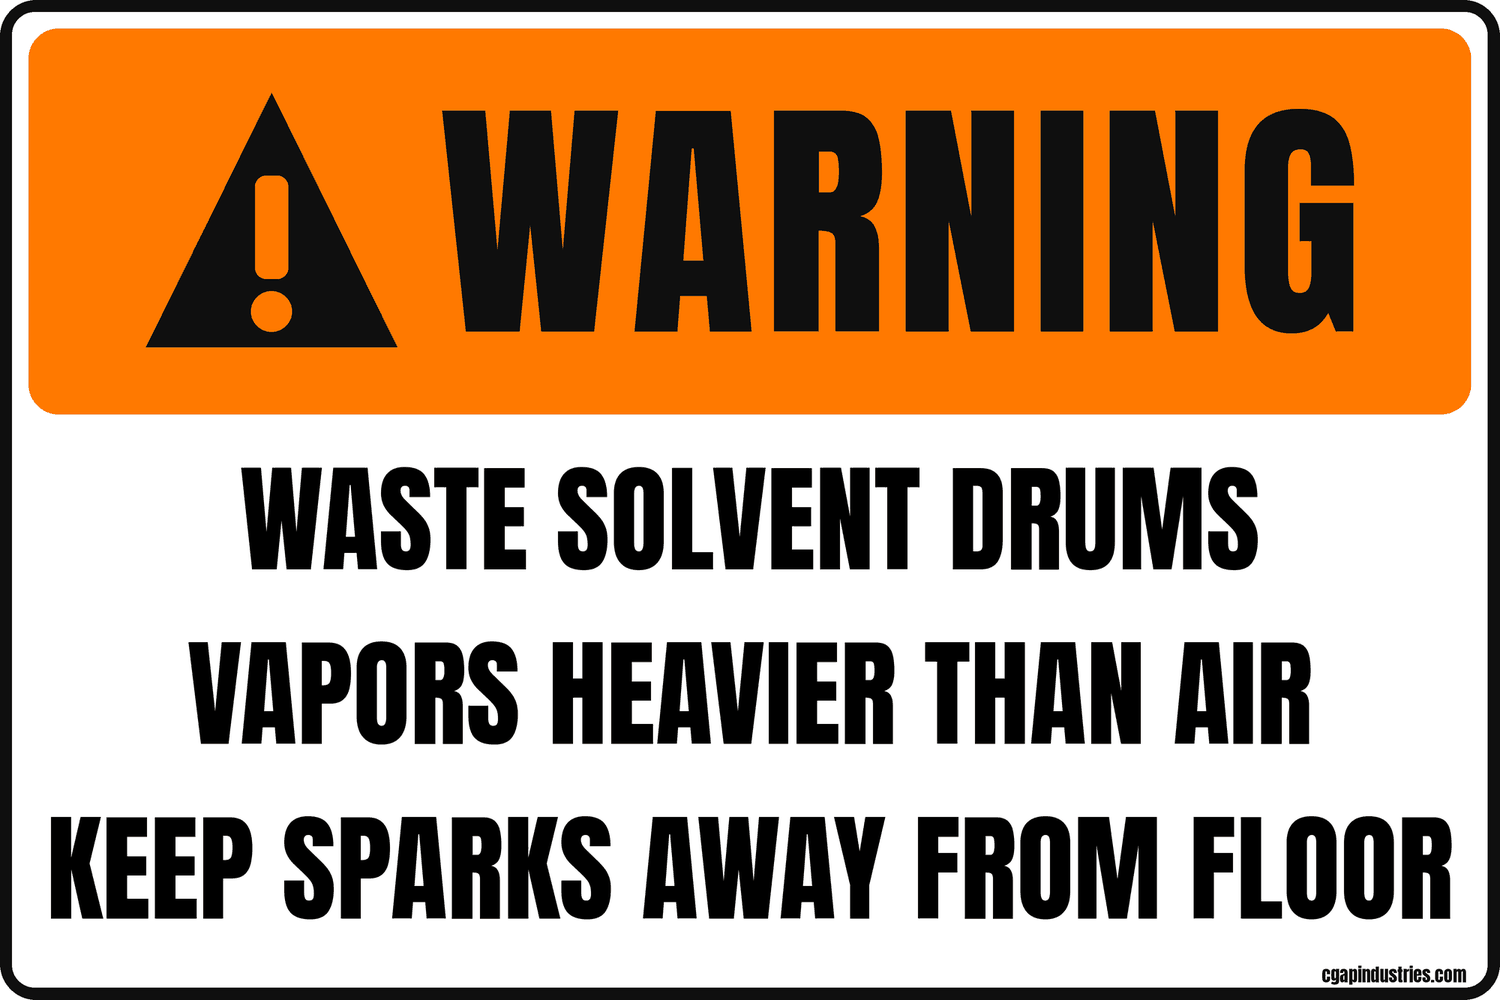 WARNING
WASTE SOLVENT DRUMS
VAPORS HEAVIER THAN AIR
KEEP SPARKS AWAY FROM FLOOR
cgapindustries.com